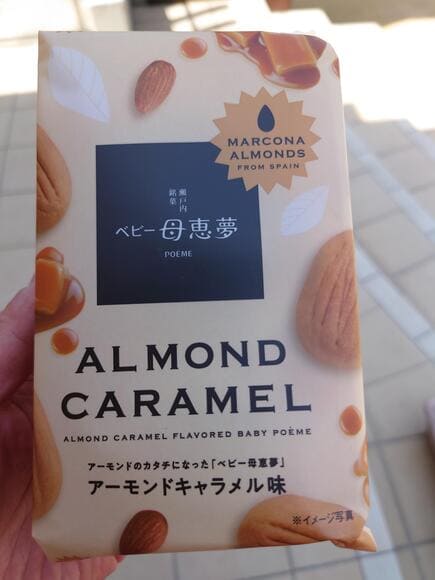 MARCONA
ALMONDS
FROM SPAIN
瀬戸内
銘菓
ベビー母恵夢
POEME
ALMOND
CARAMEL
ALMOND CARAMEL FLAVORED BABY POÈME
アーモンドのカタチになった「ベビー母恵夢」
アーモンドキャラメル味
※イメージ写真